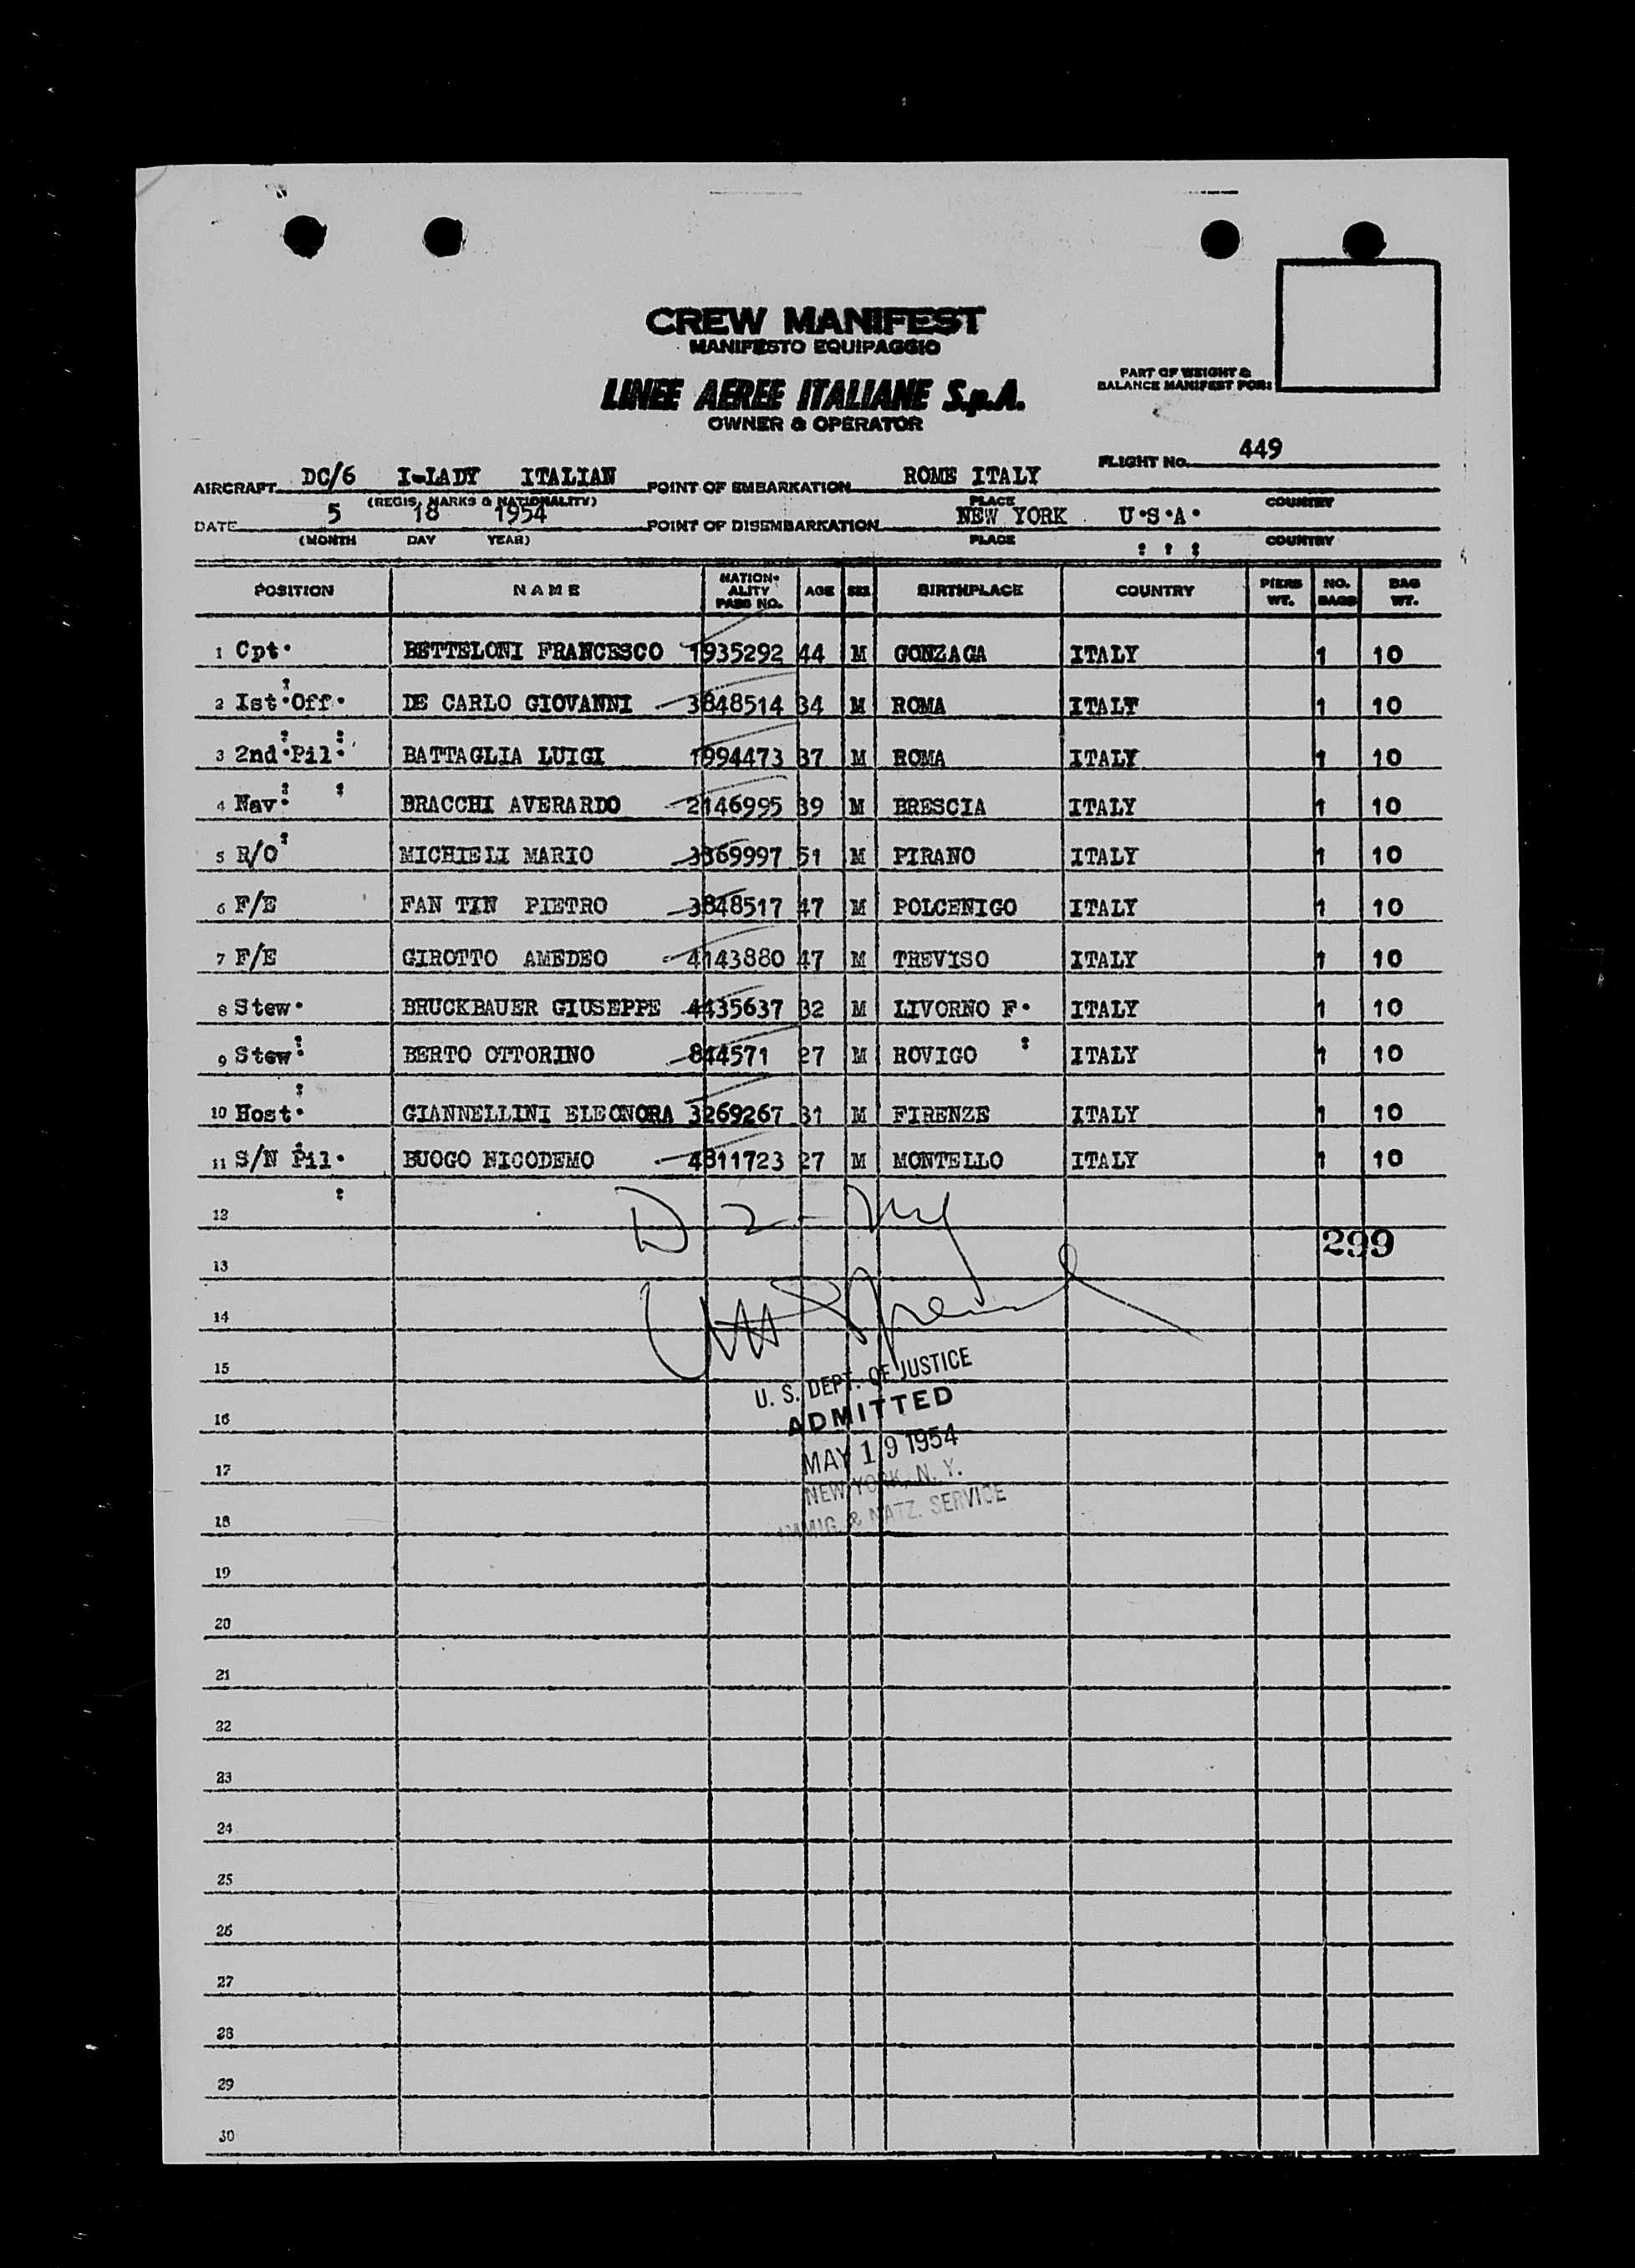 CREW MANIFEST
MANIFESTO EQUIPAGGIO
PART OF WEIGHT &
BALANCE MANIFEST FOR:
LINEE AEREE ITALIANE S.p.A.
OWNER & OPERATOR
FLIGHT No. 449
AIRCRAFT DC/6 I-LADY ITALIAN POINT OF EMBARKATION ROME ITALY
(REGIS, MARKS & NATIONALITY) PLACE COUNTRY
DATE 5 18 1954 POINT OF DISEMBARKATION NEW YORK U.S.A.
(MONTH DAY YEAR) PLACE COUNTRY
POSITION NAME NATION-ALITY PASS NO. AGE SEX BIRTHPLACE COUNTRY WT. NO. BAGS BAG WT.
1 Cpt. BETTELONI FRANCESCO 1935292 44 M GONZAGA ITALY 1 10
2 Ist.Off. DE CARLO GIOVANNI 3848514 34 M ROMA ITALY 1 10
3 2nd.Pil. BATTAGLIA LUIGI 1994473 37 M ROMA ITALY 1 10
4 Nav. BRACCHI AVERARDO 2146995 39 M BRESCIA ITALY 1 10
5 R/O MICHIELI MARIO 3369997 51 M PIRANO ITALY 1 10
6 F/E FAN TIN PIETRO 3848517 47 M POLCENIGO ITALY 1 10
7 F/E GIROTTO AMEDEO 4143880 47 M TREVISO ITALY 1 10
8 Stew. BRUCKBAUER GIUSEPPE 4435637 32 M LIVORNO F. ITALY 1 10
9 Stew. BERTO OTTORINO 844571 27 M ROVIGO ITALY 1 10
10 Host. GIANNELLINI ELEONORA 3269267 31 M FIRENZE ITALY 1 10
11 S/N Pil. BUOGO NICODEMO 4811723 27 M MONTELLO ITALY 1 10
12
D 2 -
299
13
14
15
U. S. DEPT. OF JUSTICE
16
ADMITTED
MAY 19 1954
17
NEW YORK, N. Y.
18
IMMIG. & NATZ. SERVICE
19
20
21
22
23
24
25
26
27
28
29
30